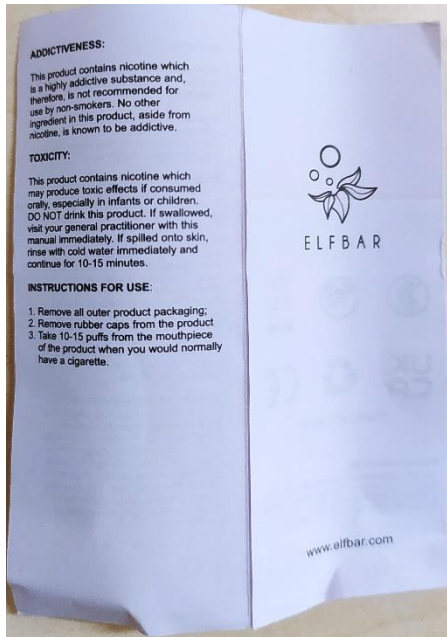 ADDICTIVENESS:
This product contains nicotine which
is a highly addictive substance and,
therefore, is not recommended for
use by non-smokers. No other
ingredient in this product, aside from
nicotine, is known to be addictive.
TOXICITY:
This product contains nicotine which
may produce toxic effects if consumed
orally, especially in infants or children.
DO NOT drink this product. If swallowed,
visit your general practitioner with this
manual immediately. If spilled onto skin,
rinse with cold water immediately and
continue for 10-15 minutes.
INSTRUCTIONS FOR USE:
1. Remove all outer product packaging;
2. Remove rubber caps from the product
3. Take 10-15 puffs from the mouthpiece
of the product when you would normally
have a cigarette.
ELFBAR
www.elfbar.com